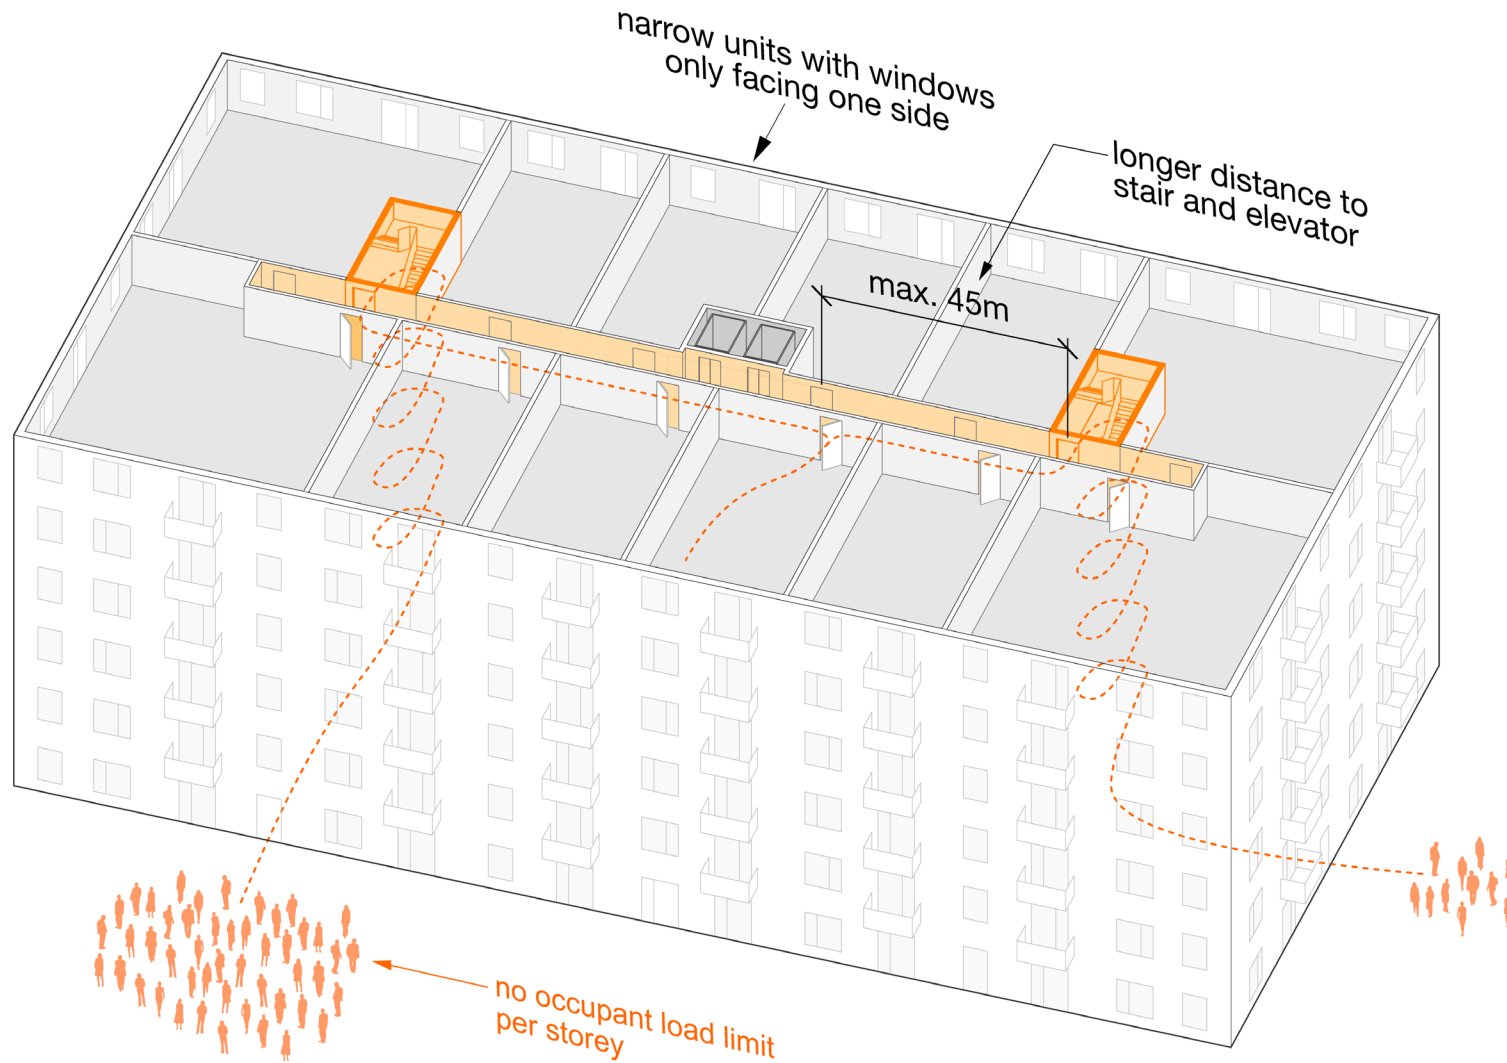 narrow units with windows
only facing one side
longer distance to
stair and elevator
max. 45m
no occupant load limit
per storey